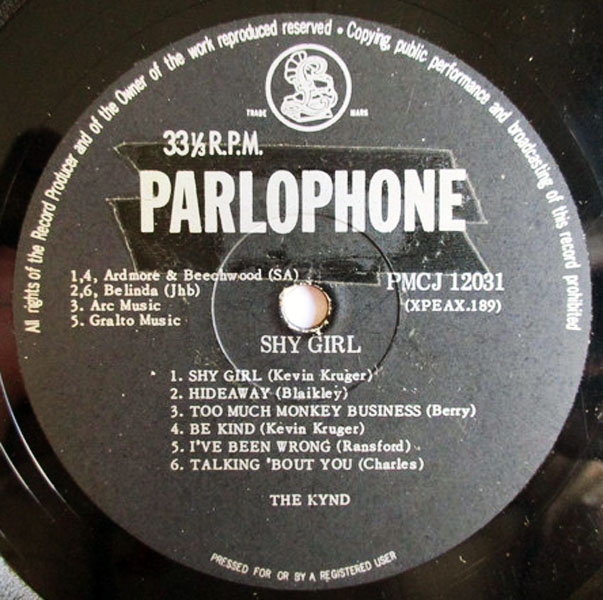 All rights of the Record Producer and of the Owner of the work reproduced reserved • Copying, public performance and broadcasting of this record prohibited
TRADE MARK
33⅓ R.P.M.
PARLOPHONE
1,4, Ardmore & Beechwood (SA)
2,6, Belinda (Jhb)
3. Arc Music
5. Gralto Music
PMCJ 12031
(XPEAX.189)
SHY GIRL
1. SHY GIRL (Kevin Kruger)
2. HIDEAWAY (Blaikley)
3. TOO MUCH MONKEY BUSINESS (Berry)
4. BE KIND (Kevin Kruger)
5. I'VE BEEN WRONG (Ransford)
6. TALKING 'BOUT YOU (Charles)
THE KYND
PRESSED FOR OR BY A REGISTERED USER